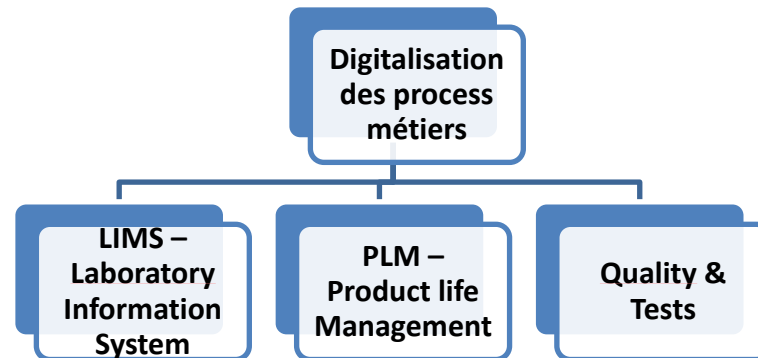 Digitalisation
des process
métiers
LIMS –
Laboratory
Information
System
PLM –
Product life
Management
Quality &
Tests